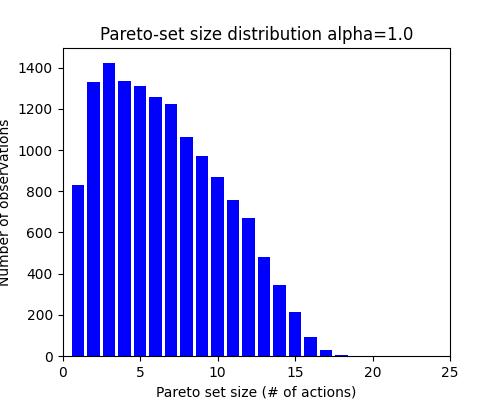 Pareto-set size distribution alpha=1.0
1400
1200
1000
800
600
400
200
0
Number of observations
0 5 10 15 20 25
Pareto set size (# of actions)